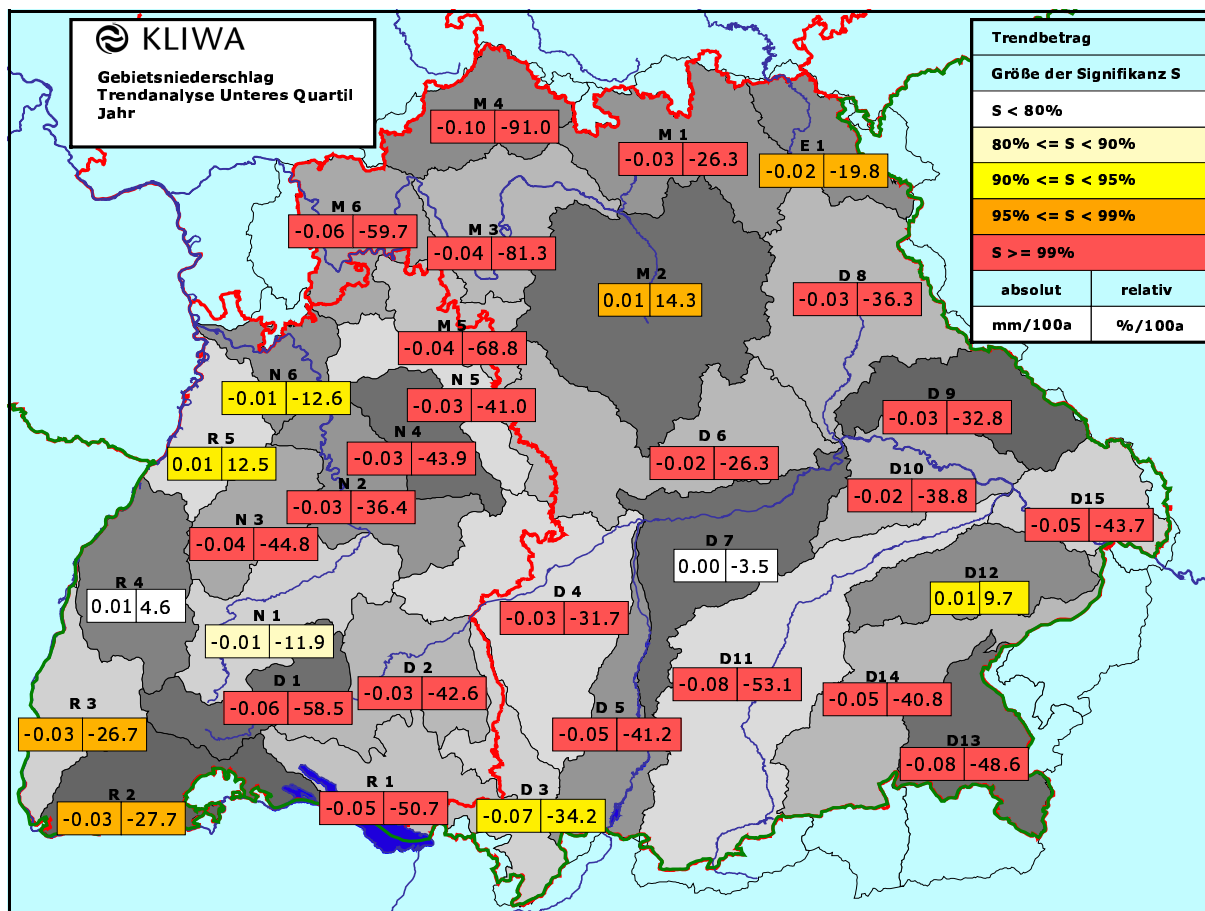 KLIWA
Gebietsniederschlag
Trendanalyse Unteres Quartil
Jahr
Trendbetrag
Größe der Signifikanz S
S < 80%
80% <= S < 90%
90% <= S < 95%
95% <= S < 99%
S >= 99%
absolut relativ
mm/100a %/100a
M 4
-0.10 -91.0
M 1
-0.03 -26.3
E 1
-0.02 -19.8
M 6
-0.06 -59.7
M 3
-0.04 -81.3
M 2
0.01 14.3
D 8
-0.03 -36.3
M 5
-0.04 -68.8
N 6
-0.01 -12.6
N 5
-0.03 -41.0
D 9
-0.03 -32.8
R 5
0.01 12.5
N 4
-0.03 -43.9
D 6
-0.02 -26.3
D10
-0.02 -38.8
N 2
-0.03 -36.4
D15
-0.05 -43.7
N 3
-0.04 -44.8
D 7
0.00 -3.5
R 4
0.01 4.6
D12
0.01 9.7
D 4
-0.03 -31.7
N 1
-0.01 -11.9
D 2
-0.03 -42.6
D11
-0.08 -53.1
D14
-0.05 -40.8
D 1
-0.06 -58.5
R 3
-0.03 -26.7
D 5
-0.05 -41.2
D13
-0.08 -48.6
R 2
-0.03 -27.7
R 1
-0.05 -50.7
D 3
-0.07 -34.2